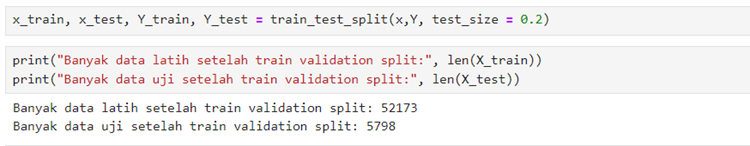 x_train, x_test, Y_train, Y_test = train_test_split(x,Y, test_size = 0.2)
print("Banyak data latih setelah train validation split:", len(X_train))
print("Banyak data uji setelah train validation split:", len(X_test))
Banyak data latih setelah train validation split: 52173
Banyak data uji setelah train validation split: 5798